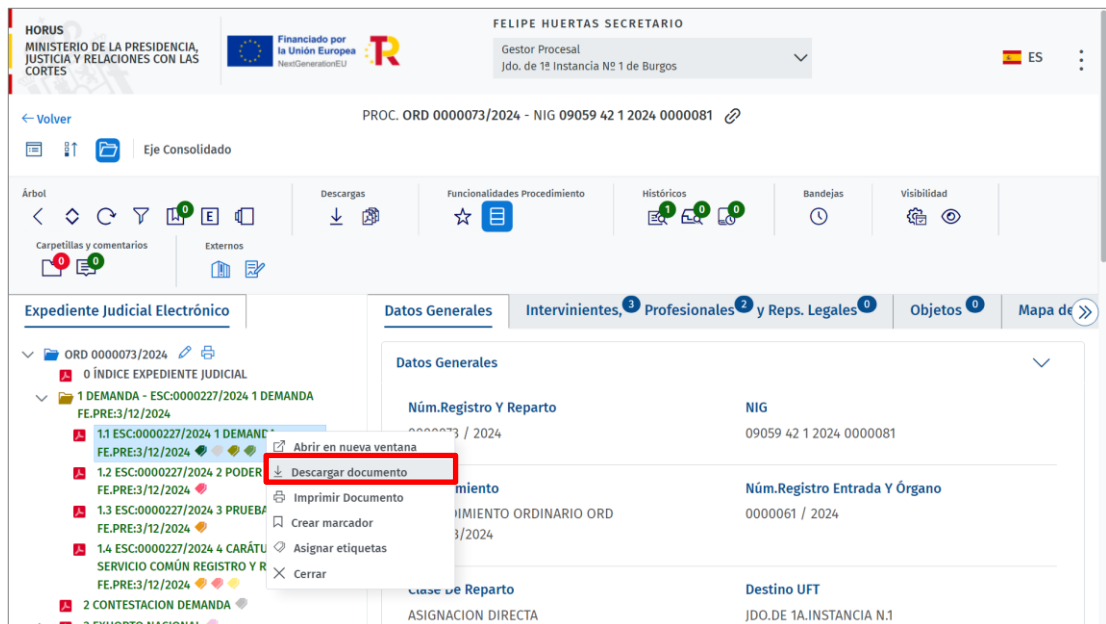 HORUS
MINISTERIO DE LA PRESIDENCIA,
JUSTICIA Y RELACIONES CON LAS
CORTES
Financiado por
la Unión Europea
NextGenerationEU
FELIPE HUERTAS SECRETARIO
Gestor Procesal
Jdo. de 1ª Instancia Nº 1 de Burgos
ES
Volver
PROC. ORD 0000073/2024 - NIG 09059 42 1 2024 0000081
Eje Consolidado
Árbol
Descargas
Funcionalidades Procedimiento
Históricos
Bandejas
Visibilidad
0
E
1
0
0
Carpetillas y comentarios
Externos
0
0
Expediente Judicial Electrónico
Datos Generales
Intervinientes, 3 Profesionales 2 y Reps. Legales 0
Objetos 0
Mapa de
ORD 0000073/2024
0 ÍNDICE EXPEDIENTE JUDICIAL
1 DEMANDA - ESC:0000227/2024 1 DEMANDA
FE.PRE:3/12/2024
1.1 ESC:0000227/2024 1 DEMAND
FE.PRE:3/12/2024
1.2 ESC:0000227/2024 2 PODER
FE.PRE:3/12/2024
1.3 ESC:0000227/2024 3 PRUEBA
FE.PRE:3/12/2024
1.4 ESC:0000227/2024 4 CARÁTU
SERVICIO COMÚN REGISTRO Y R
FE.PRE:3/12/2024
2 CONTESTACION DEMANDA
3 EXHORTO NACIONAL
Abrir en nueva ventana
Descargar documento
Imprimir Documento
Crear marcador
Asignar etiquetas
Cerrar
Datos Generales
Núm.Registro Y Reparto
0000073 / 2024
NIG
09059 42 1 2024 0000081
miento
DIMIENTO ORDINARIO ORD
3/2024
Núm.Registro Entrada Y Órgano
0000061 / 2024
Clase De Reparto
ASIGNACION DIRECTA
Destino UFT
JDO.DE 1A.INSTANCIA N.1